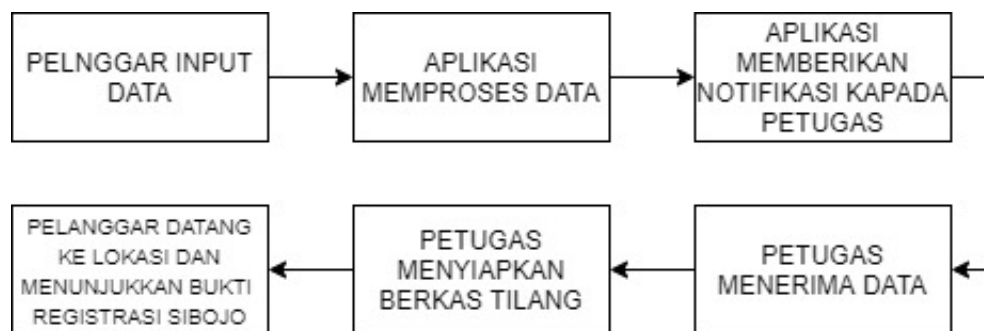 PELNGGAR INPUT
DATA
APLIKASI
MEMPROSES DATA
APLIKASI
MEMBERIKAN
NOTIFIKASI KAPADA
PETUGAS
PETUGAS
MENERIMA DATA
PETUGAS
MENYIAPKAN
BERKAS TILANG
PELANGGAR DATANG
KE LOKASI DAN
MENUNJUKKAN BUKTI
REGISTRASI SIBOJO